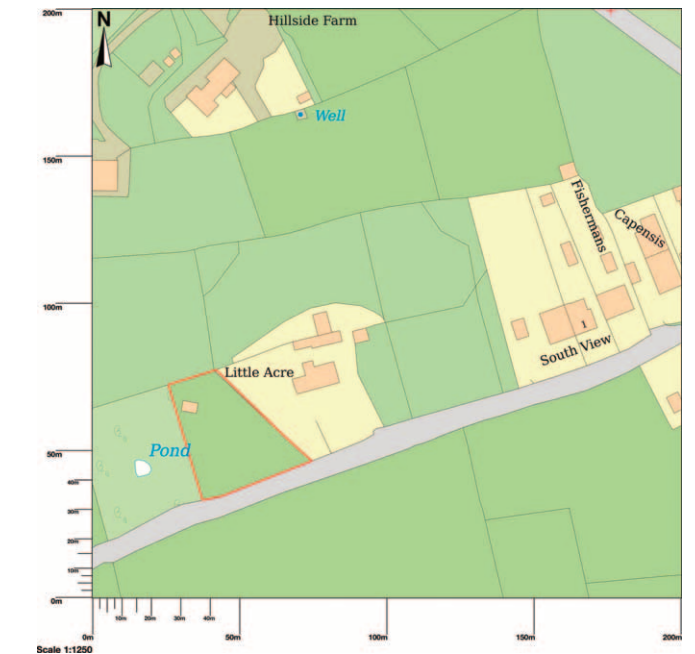 200m
N
Hillside Farm
Well
150m
Fishermans
Capensis
100m
1
South View
Little Acre
50m
Pond
40m
30m
20m
10m
0m
10m
20m
30m
40m
0m
50m
100m
150m
200m
Scale 1:1250